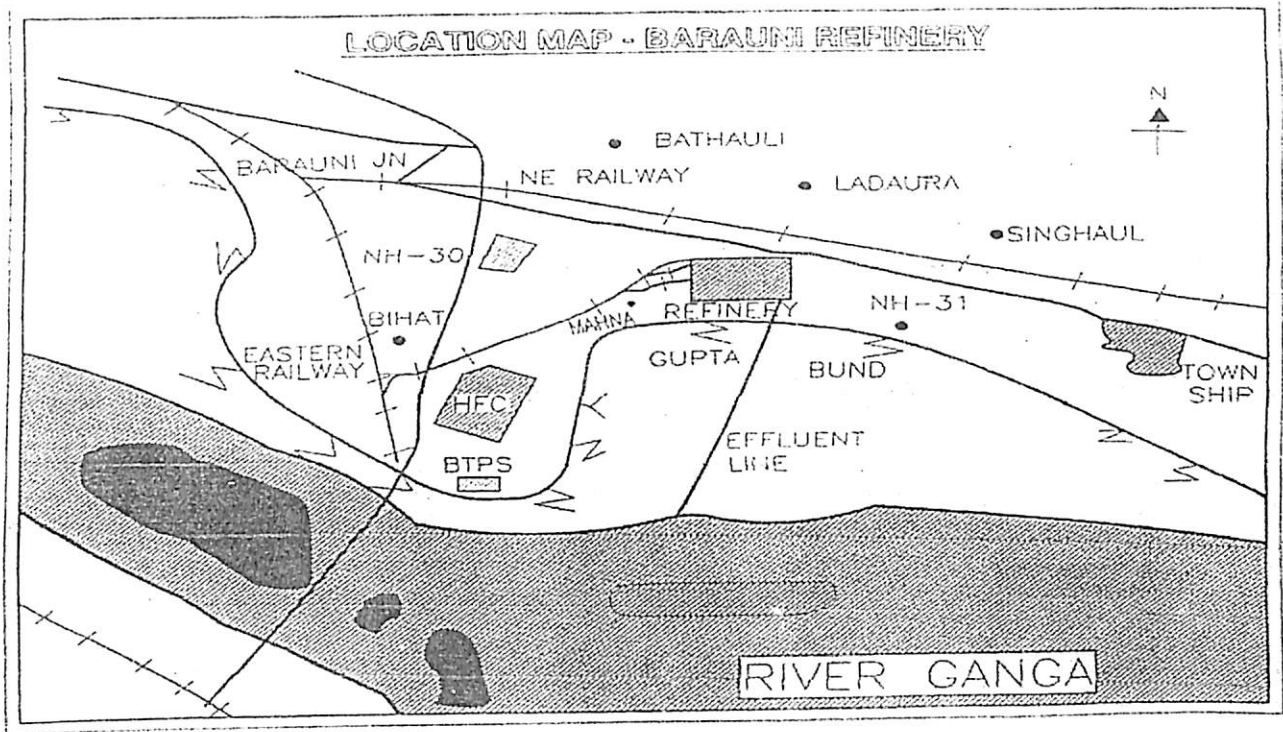 LOCATION MAP - BARAUNI REFINERY
N
BATHAULI
BARAUNI JN
NE RAILWAY
LADAURA
SINGHAUL
NH-30
MAHNA
REFINERY
NH-31
BIHAT
EASTERN
RAILWAY
GUPTA
BUND
TOWN
SHIP
HFC
EFFLUENT
LINE
BTPS
RIVER GANGA